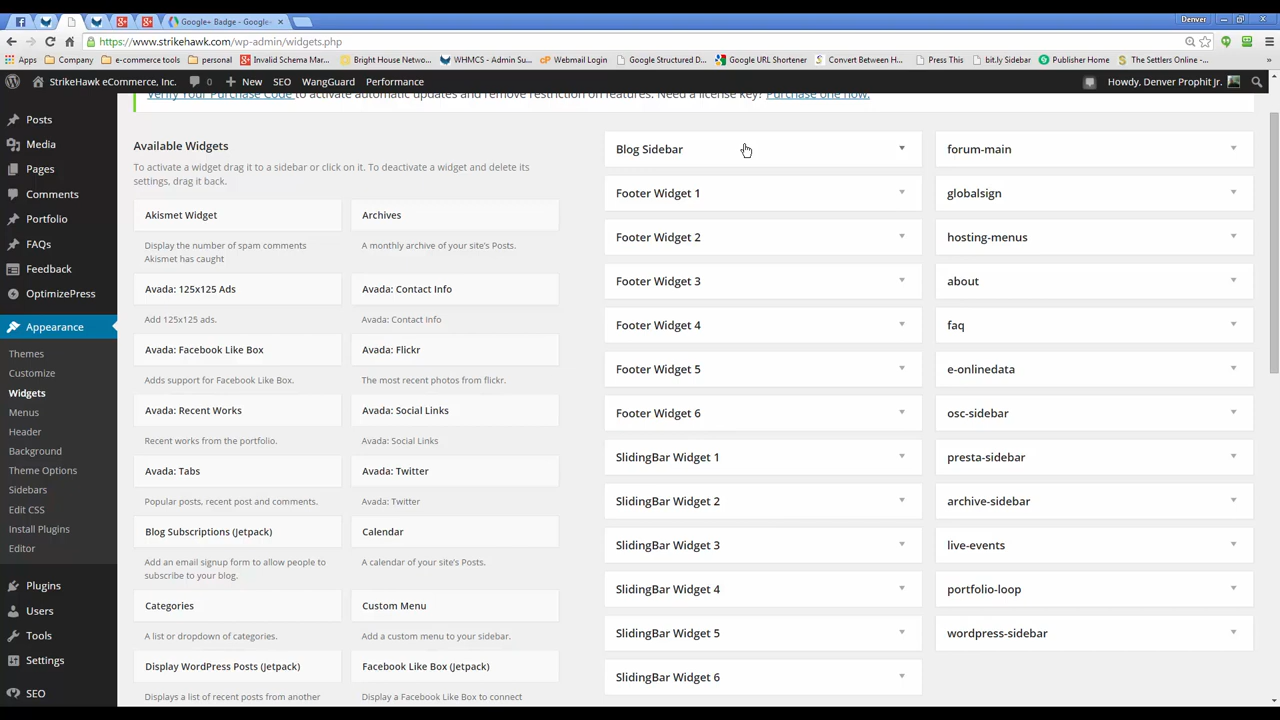 Denver
Google+ Badge - Google-
https://www.strikehawk.com/wp-admin/widgets.php
Apps
e-commerce tools
personal
Invalid Schema Mar...
Bright House Networ...
WHMCS - Admin Su...
Webmail Login
Google Structured D...
Google URL Shortener
Convert Between H...
Press This
bit.ly Sidebar
Publisher Home
The Settlers Online -...
StrikeHawk eCommerce, Inc.
0
New
SEO
WangGuard
Performance
Howdy, Denver Prophit Jr.
Verify Your Purchase Code to activate automatic updates and remove restriction on features. Need a license key? Purchase one now.
Posts
Media
Pages
Comments
Portfolio
FAQs
Feedback
OptimizePress
Appearance
Themes
Customize
Widgets
Menus
Header
Background
Theme Options
Sidebars
Edit CSS
Install Plugins
Editor
Plugins
Users
Tools
Settings
SEO
Available Widgets
To activate a widget drag it to a sidebar or click on it. To deactivate a widget and delete its
settings, drag it back.
Akismet Widget
Display the number of spam comments
Akismet has caught
Archives
A monthly archive of your site's Posts.
Avada: 125x125 Ads
Add 125x125 ads.
Avada: Contact Info
Avada: Contact Info
Avada: Facebook Like Box
Adds support for Facebook Like Box.
Avada: Flickr
The most recent photos from flickr.
Avada: Recent Works
Recent works from the portfolio.
Avada: Social Links
Avada: Social Links
Avada: Tabs
Popular posts, recent post and comments.
Avada: Twitter
Avada: Twitter
Blog Subscriptions (Jetpack)
Add an email signup form to allow people to
subscribe to your blog.
Calendar
A calendar of your site's Posts.
Categories
A list or dropdown of categories.
Custom Menu
Add a custom menu to your sidebar.
Display WordPress Posts (Jetpack)
Displays a list of recent posts from another
Facebook Like Box (Jetpack)
Display a Facebook Like Box to connect
Blog Sidebar
Footer Widget 1
Footer Widget 2
Footer Widget 3
Footer Widget 4
Footer Widget 5
Footer Widget 6
SlidingBar Widget 1
SlidingBar Widget 2
SlidingBar Widget 3
SlidingBar Widget 4
SlidingBar Widget 5
SlidingBar Widget 6
forum-main
globalsign
hosting-menus
about
faq
e-onlinedata
osc-sidebar
presta-sidebar
archive-sidebar
live-events
portfolio-loop
wordpress-sidebar